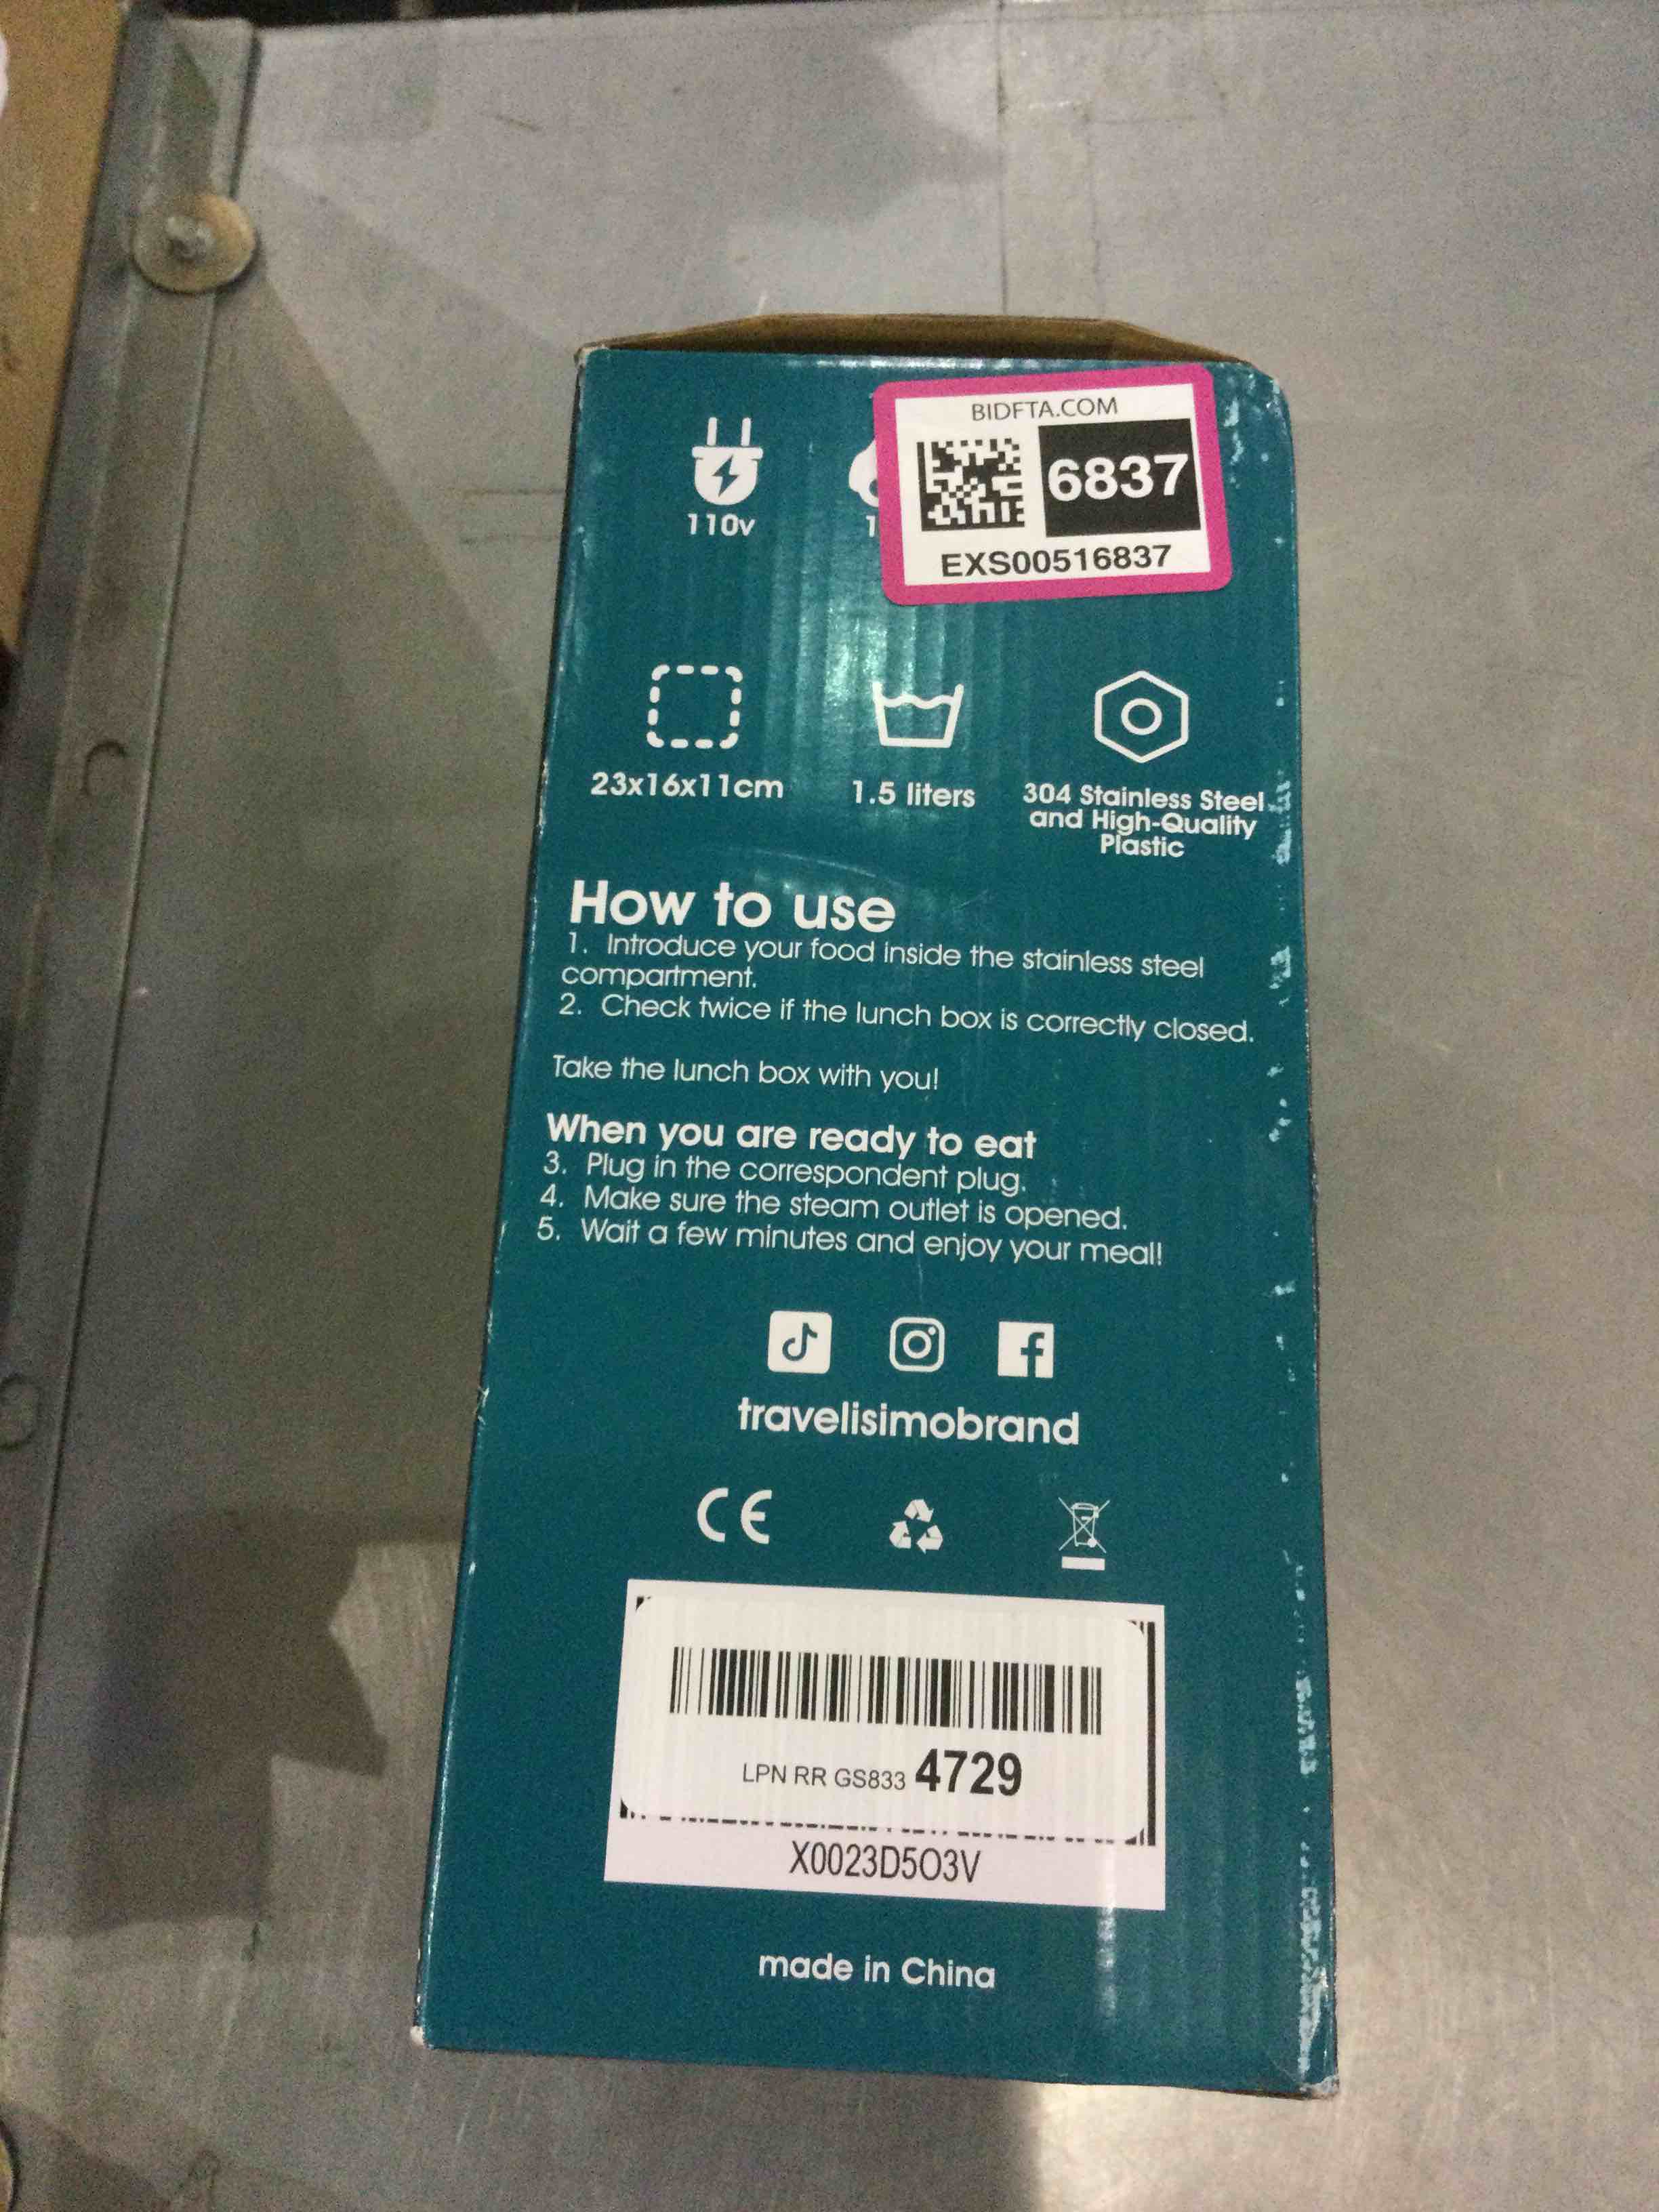 BIDFTA.COM
6837
EXS00516837
110v
23x16x11cm
1.5 liters
304 Stainless Steel
and High-Quality
Plastic
How to use
1. Introduce your food inside the stainless steel
compartment.
2. Check twice if the lunch box is correctly closed.
Take the lunch box with you!
When you are ready to eat
3. Plug in the correspondent plug.
4. Make sure the steam outlet is opened.
5. Wait a few minutes and enjoy your meal!
travelisimobrand
CE
LPN RR GS833 4729
X0023D5O3V
made in China